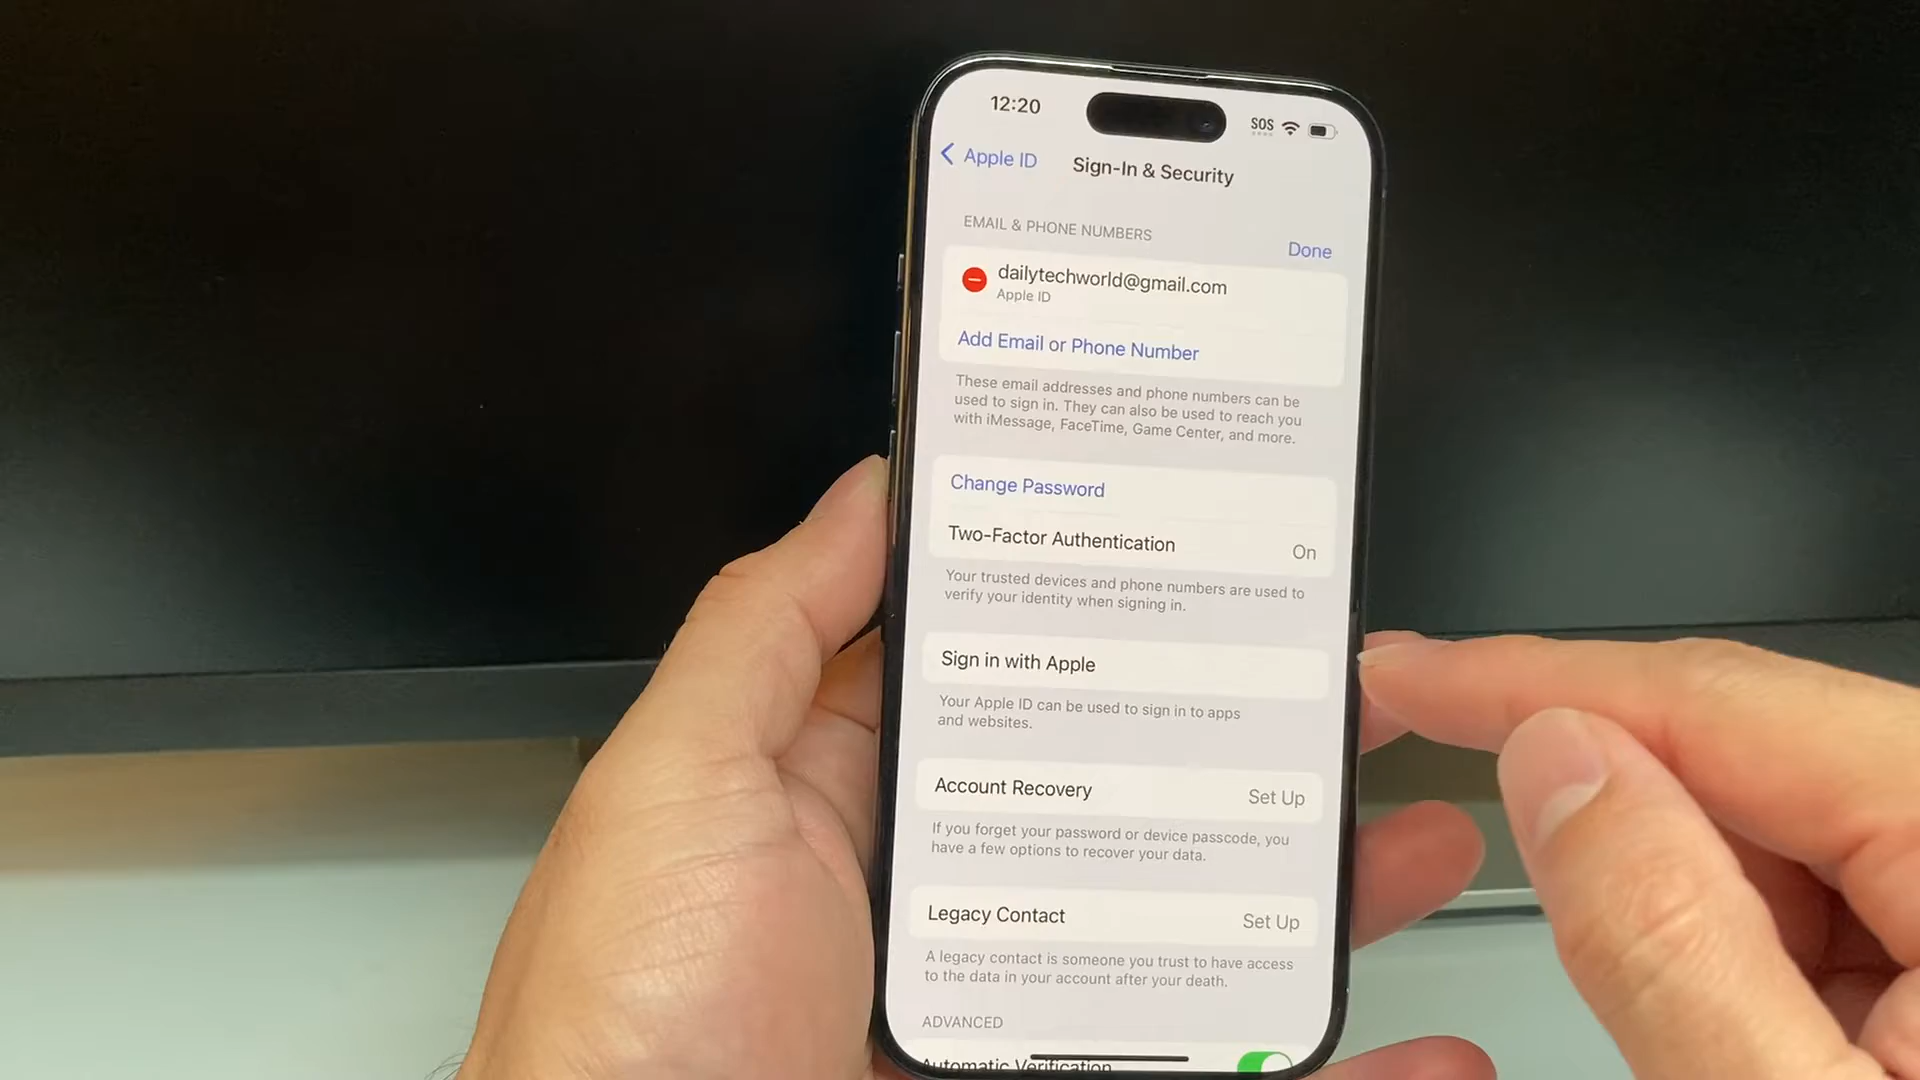 12:20
SOS
Apple ID
Sign-In & Security
EMAIL & PHONE NUMBERS
Done
dailytechworld@gmail.com
Apple ID
Add Email or Phone Number
These email addresses and phone numbers can be
used to sign in. They can also be used to reach you
with iMessage, FaceTime, Game Center, and more.
Change Password
Two-Factor Authentication On
Your trusted devices and phone numbers are used to
verify your identity when signing in.
Sign in with Apple
Your Apple ID can be used to sign in to apps
and websites.
Account Recovery Set Up
If you forget your password or device passcode, you
have a few options to recover your data.
Legacy Contact Set Up
A legacy contact is someone you trust to have access
to the data in your account after your death.
ADVANCED
Automatic Verification